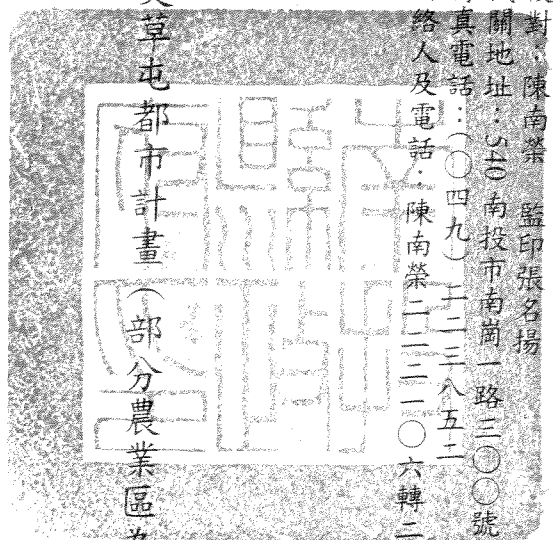 對：陳南榮　監印張名揚
關地址：540南投市南崗一路三〇〇號
真電話：(〇四九)二二三八五二
絡人及電話：陳南榮二二二一〇六轉二
草屯都市計畫（部分農業區為